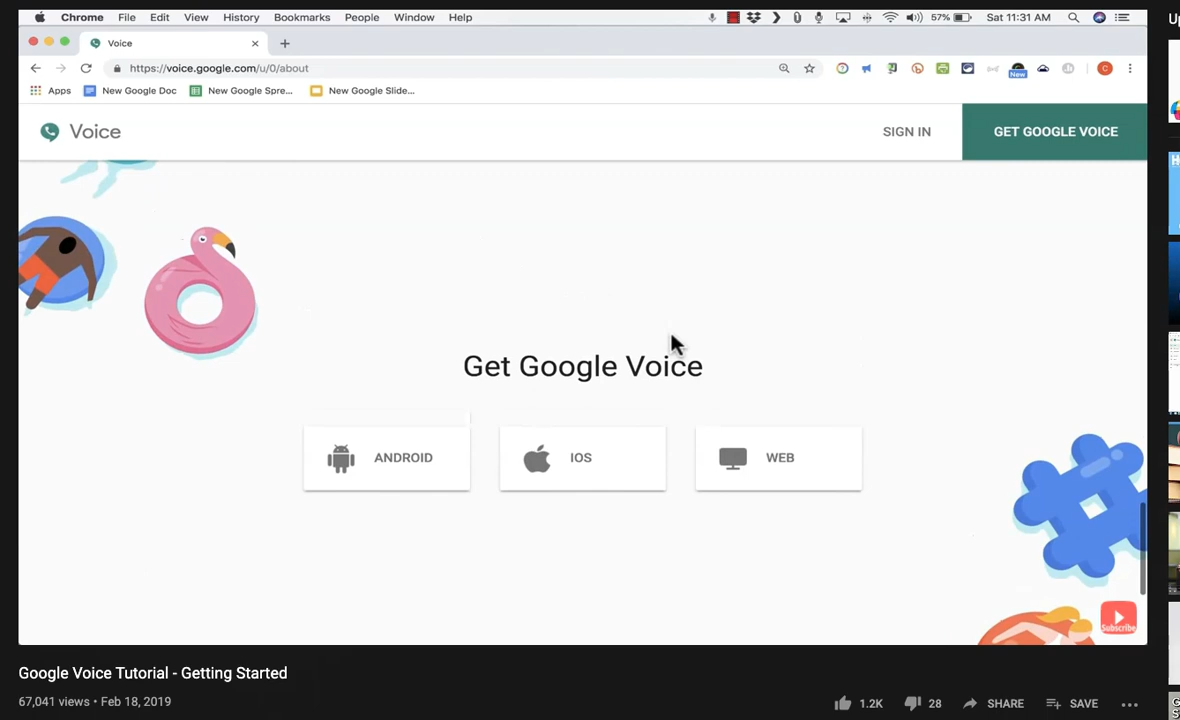 Chrome File Edit View History Bookmarks People Window Help 57% Sat 11:31 AM
Voice
https://voice.google.com/u/0/about
New
C
Apps New Google Doc New Google Spre... New Google Slide...
Voice SIGN IN GET GOOGLE VOICE
Get Google Voice
ANDROID IOS WEB
Subscribe
Google Voice Tutorial - Getting Started
67,041 views • Feb 18, 2019 1.2K 28 SHARE SAVE